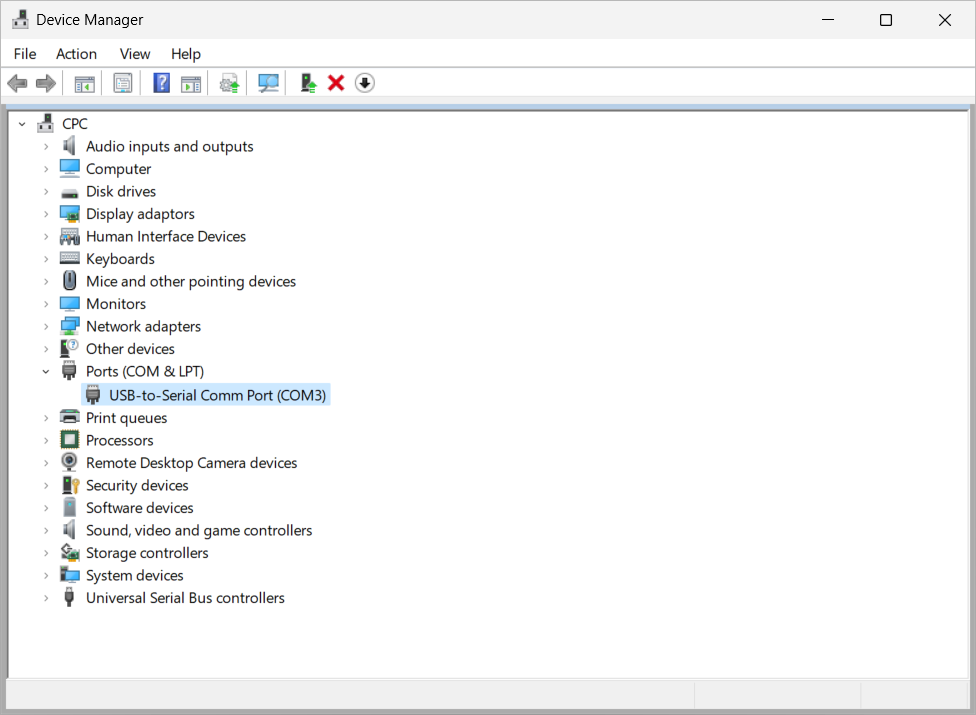 Device Manager
File Action View Help
CPC
Audio inputs and outputs
Computer
Disk drives
Display adaptors
Human Interface Devices
Keyboards
Mice and other pointing devices
Monitors
Network adapters
Other devices
Ports (COM & LPT)
USB-to-Serial Comm Port (COM3)
Print queues
Processors
Remote Desktop Camera devices
Security devices
Software devices
Sound, video and game controllers
Storage controllers
System devices
Universal Serial Bus controllers